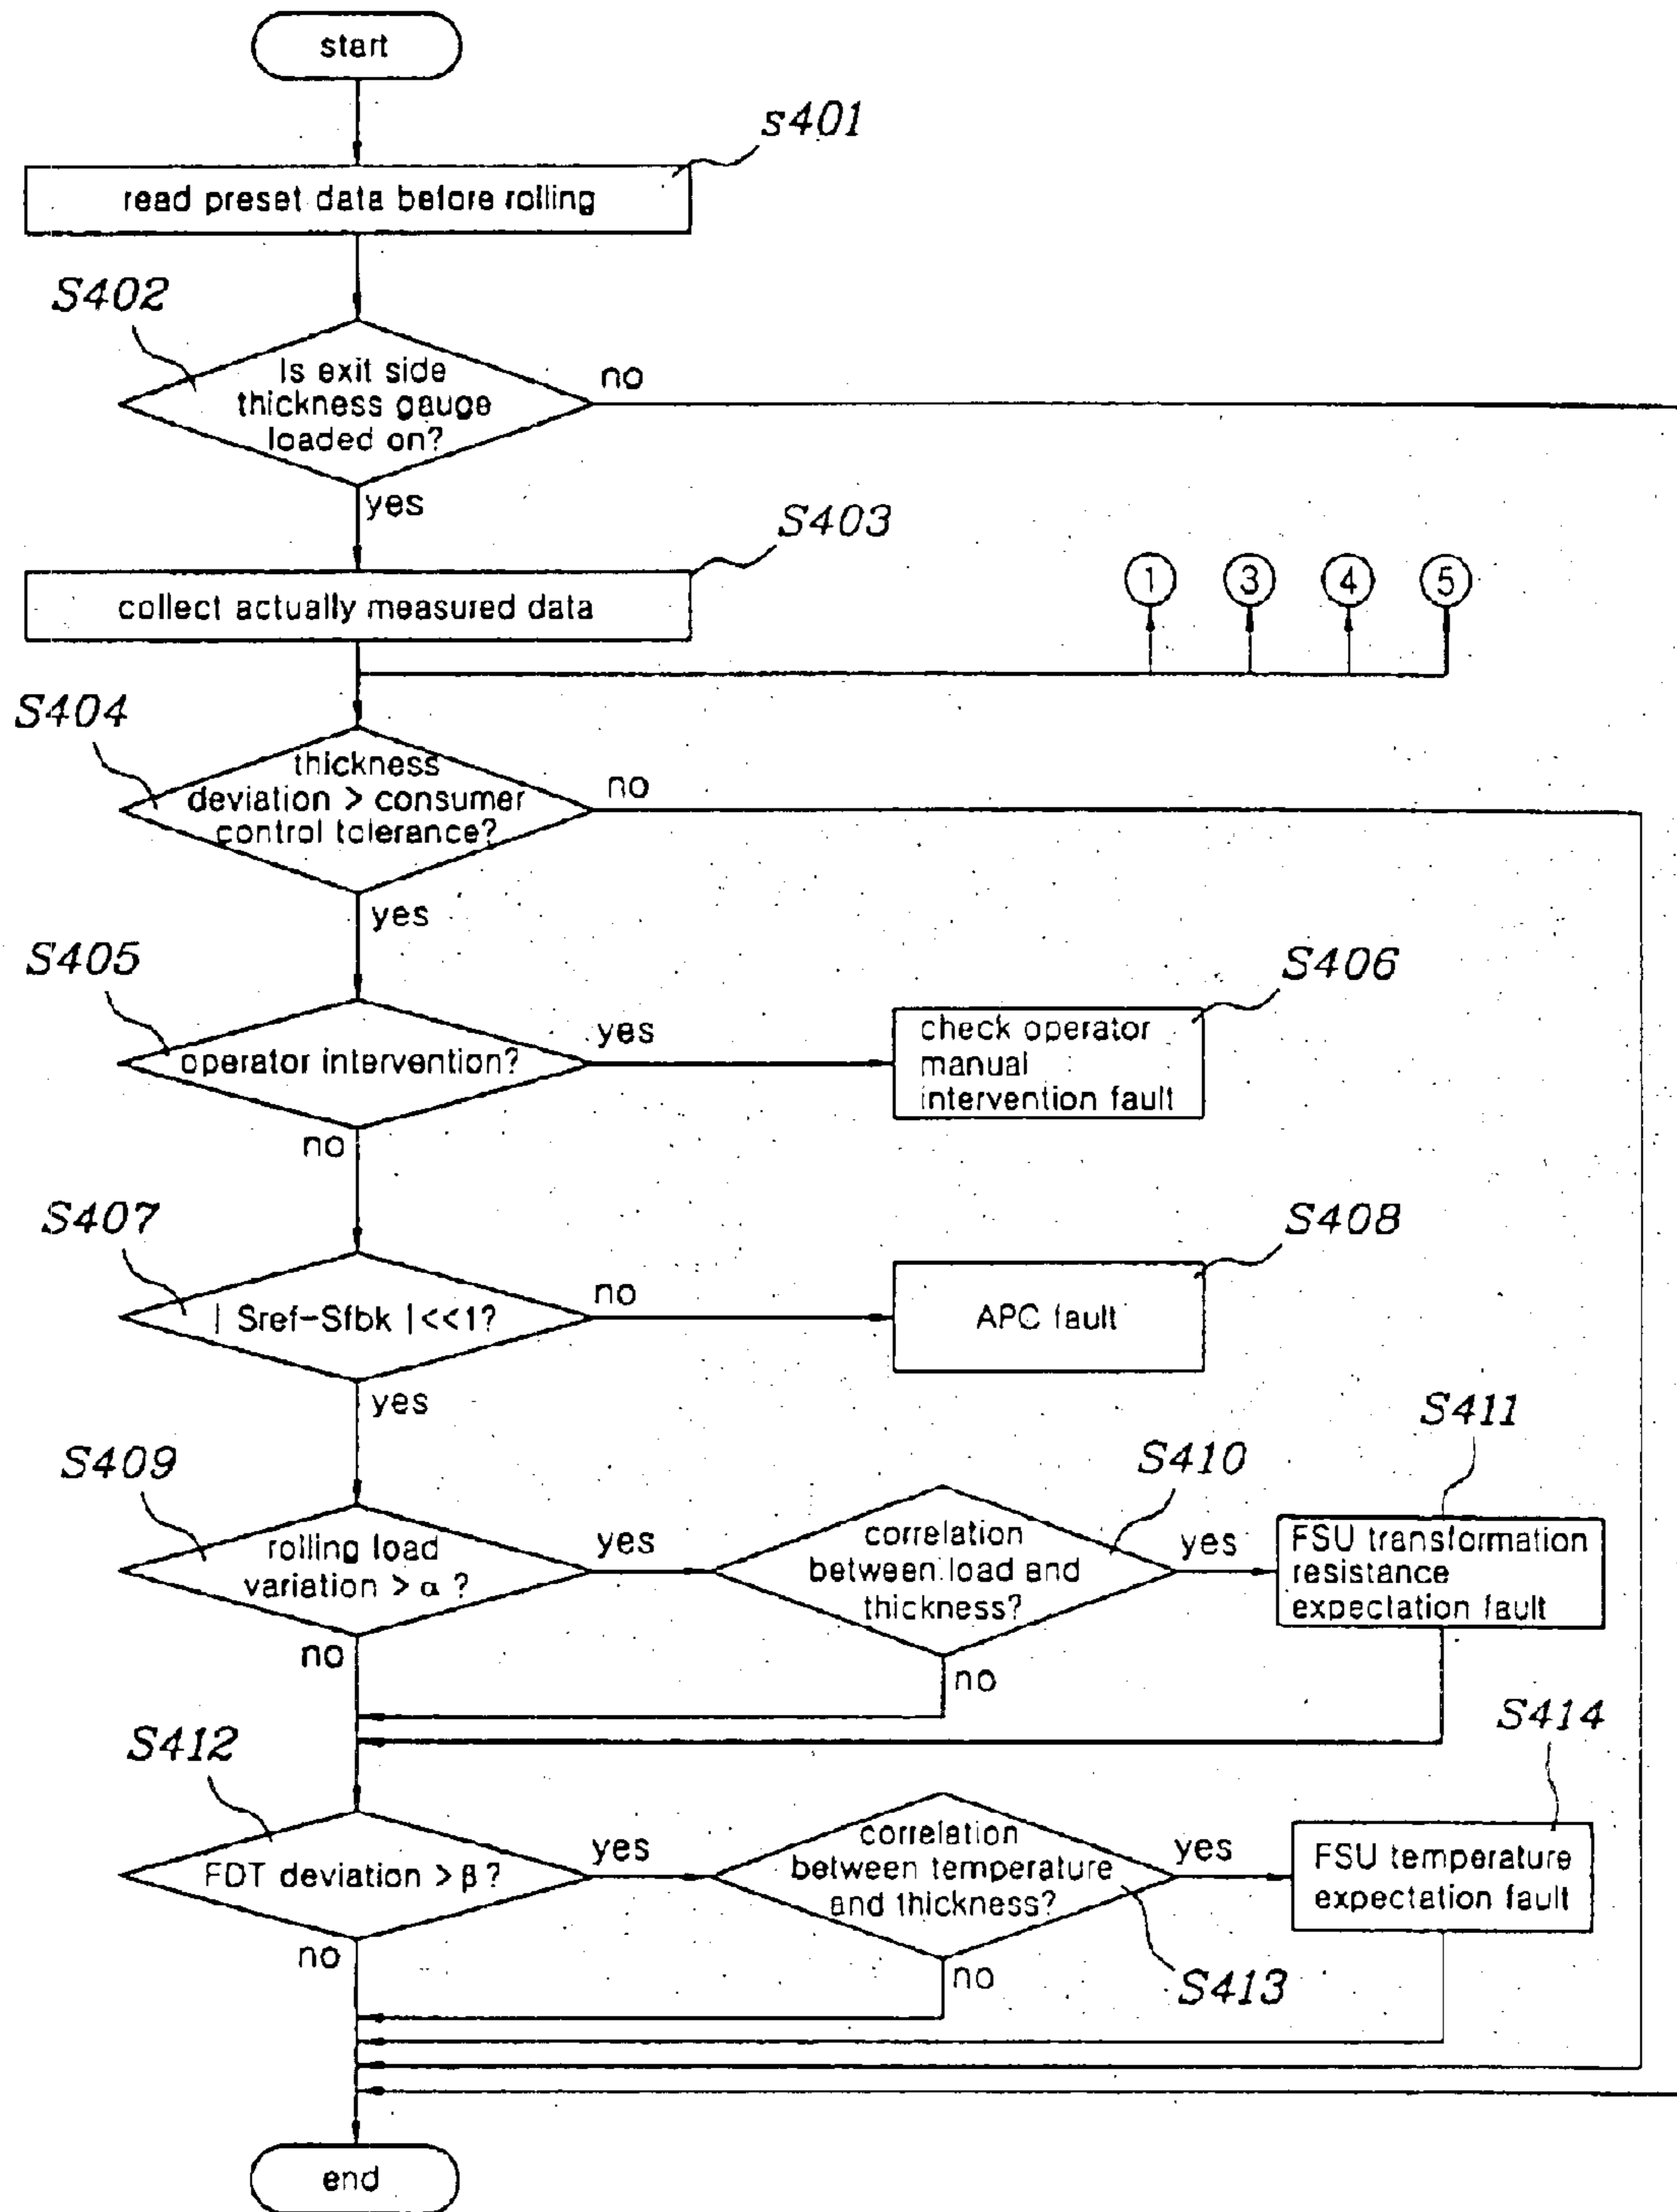 start
s401
read preset data before rolling
S402
Is exit side
thickness gauge
loaded on?
no
yes
S403
collect actually measured data
1
3
4
5
S404
thickness
deviation > consumer
control tolerance?
no
yes
S405
operator intervention?
yes
S406
check operator
manual
intervention fault
no
S407
| Sref-Sfbk |<<1?
no
S408
APC fault
yes
S409
rolling load
variation > α ?
yes
S410
correlation
between load and
thickness?
yes
S411
FSU transformation
resistance
expectation fault
no
no
S412
FDT deviation > β ?
yes
correlation
between temperature
and thickness?
S413
yes
S414
FSU temperature
expectation fault
no
no
end